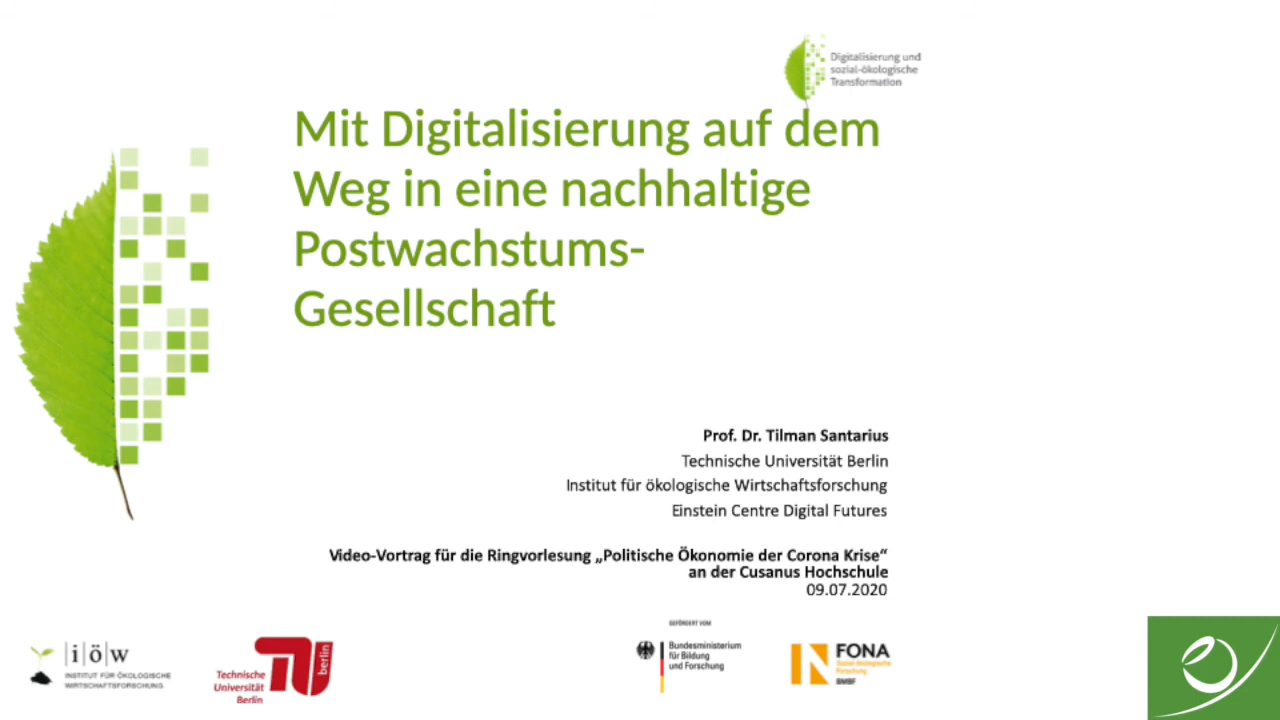 Digitalisierung und
sozial-ökologische
Transformation
Mit Digitalisierung auf dem
Weg in eine nachhaltige
Postwachstums-
Gesellschaft
Prof. Dr. Tilman Santarius
Technische Universität Berlin
Institut für ökologische Wirtschaftsforschung
Einstein Centre Digital Futures
Video-Vortrag für die Ringvorlesung „Politische Ökonomie der Corona Krise“
an der Cusanus Hochschule
09.07.2020
|i|ö|w
INSTITUT FÜR ÖKOLOGISCHE
WIRTSCHAFTSFORSCHUNG
Technische
Universität
Berlin
berlin
GEFÖRDERT VOM
Bundesministerium
für Bildung
und Forschung
FONA
Sozial-ökologische
Forschung
BMBF